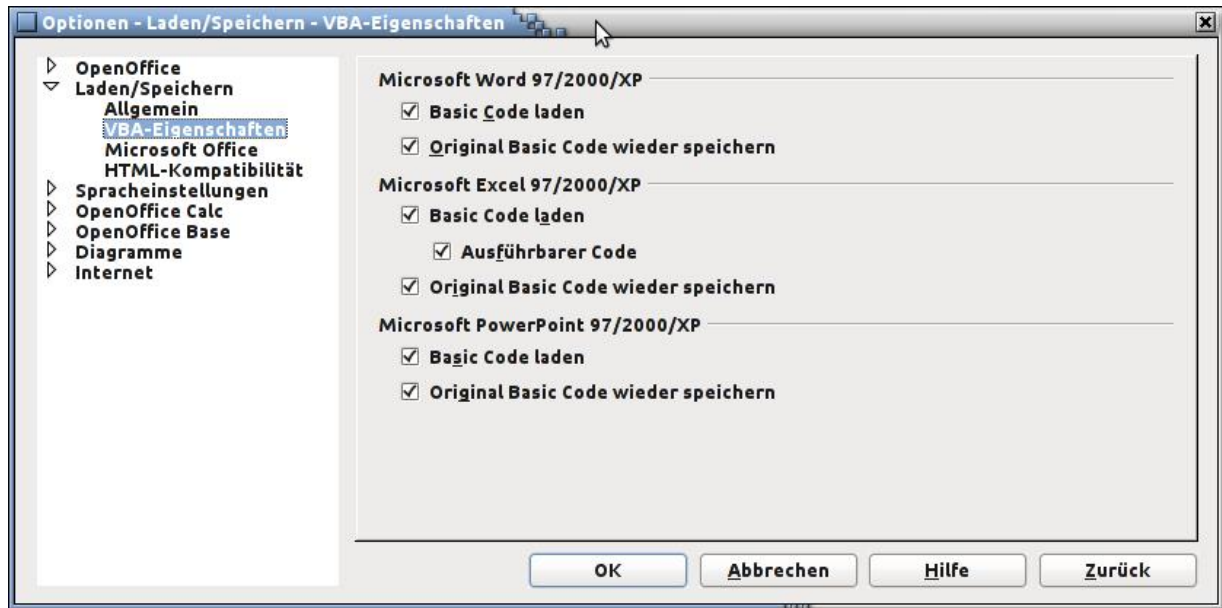 Optionen - Laden/Speichern - VBA-Eigenschaften
OpenOffice
Laden/Speichern
Allgemein
VBA-Eigenschaften
Microsoft Office
HTML-Kompatibilität
Spracheinstellungen
OpenOffice Calc
OpenOffice Base
Diagramme
Internet
Microsoft Word 97/2000/XP
Basic Code laden
Original Basic Code wieder speichern
Microsoft Excel 97/2000/XP
Basic Code laden
Ausführbarer Code
Original Basic Code wieder speichern
Microsoft PowerPoint 97/2000/XP
Basic Code laden
Original Basic Code wieder speichern
OK
Abbrechen
Hilfe
Zurück